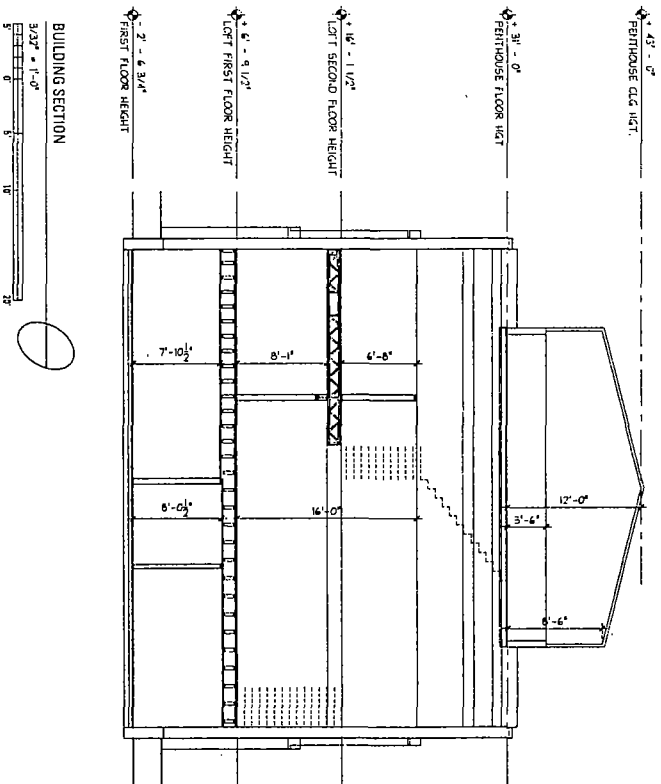 + 43' - 0"
PENTHOUSE CLG HGT.
+ 31' - 0"
PENTHOUSE FLOOR HGT
+ 16' - 1 1/2"
LOFT SECOND FLOOR HEIGHT
+ 6' - 9 1/2"
LOFT FIRST FLOOR HEIGHT
- 2' - 6 3/4"
FIRST FLOOR HEIGHT
12'-0"
3'-6"
8'-6"
6'-8"
8'-1"
16'-0"
7'-10½"
8'-0½"
BUILDING SECTION
3/32" = 1'-0"
5' 0 5' 10' 20'